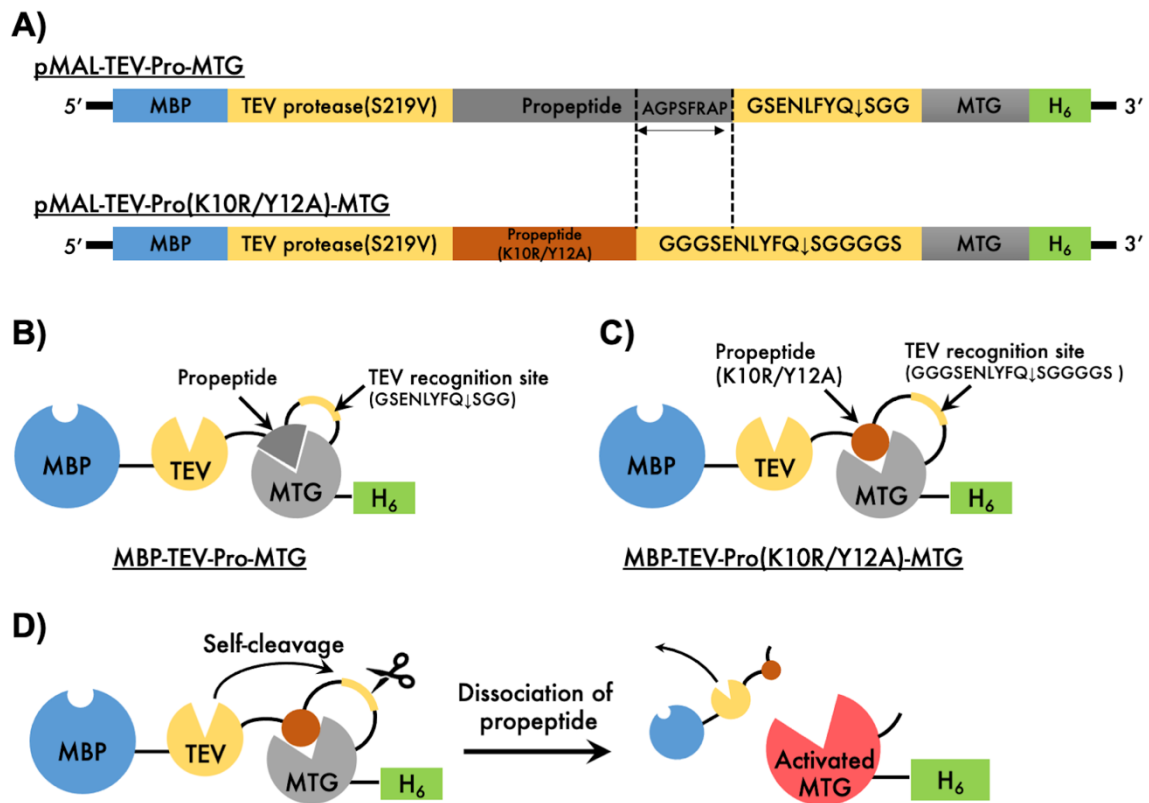 A)
pMAL-TEV-Pro-MTG
5′ MBP TEV protease(S219V) Propeptide AGPSFRAP GSENLFYQ↓SGG MTG H6 3′
pMAL-TEV-Pro(K10R/Y12A)-MTG
5′ MBP TEV protease(S219V) Propeptide (K10R/Y12A) GGGSENLYFQ↓SGGGGS MTG H6 3′
B)
Propeptide
TEV recognition site
(GSENLYFQ↓SGG)
MBP
TEV
MTG
H6
MBP-TEV-Pro-MTG
C)
Propeptide
(K10R/Y12A)
TEV recognition site
(GGGSENLYFQ↓SGGGGS )
MBP
TEV
MTG
H6
MBP-TEV-Pro(K10R/Y12A)-MTG
D)
Self-cleavage
MBP
TEV
MTG
H6
Dissociation of
propeptide
Activated
MTG
H6